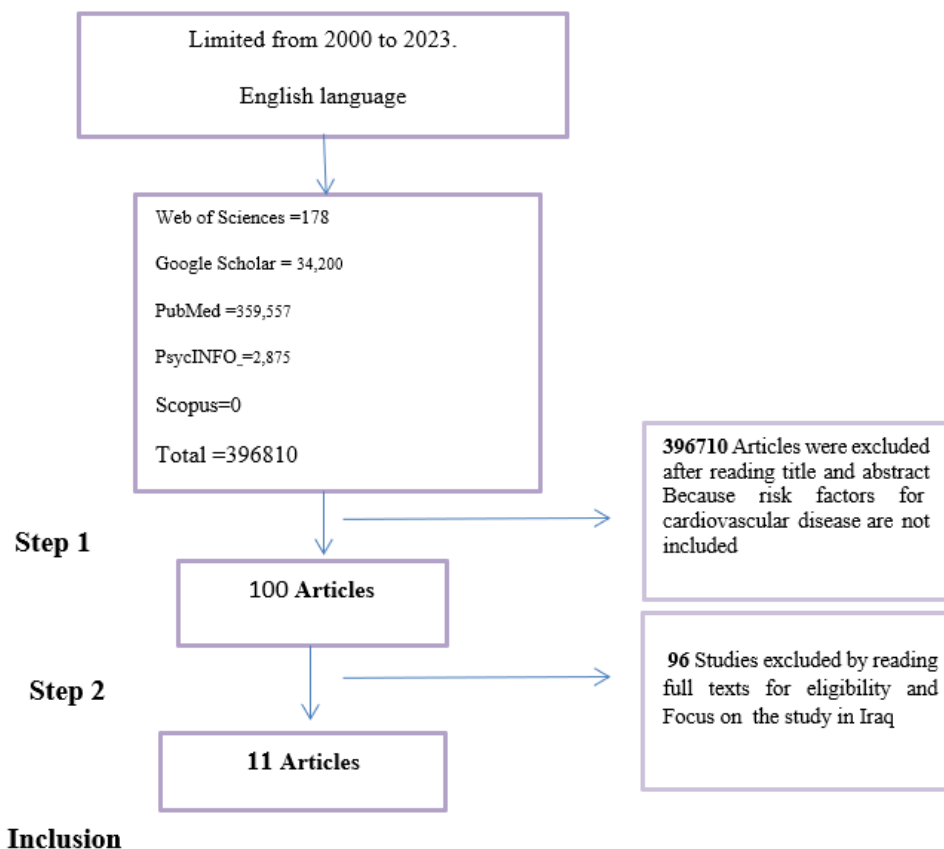 Limited from 2000 to 2023.
English language
Web of Sciences =178
Google Scholar = 34,200
PubMed =359,557
PsycINFO_=2,875
Scopus=0
Total =396810
396710 Articles were excluded
after reading title and abstract
Because risk factors for
cardiovascular disease are not
included
Step 1
100 Articles
96 Studies excluded by reading
full texts for eligibility and
Focus on the study in Iraq
Step 2
11 Articles
Inclusion